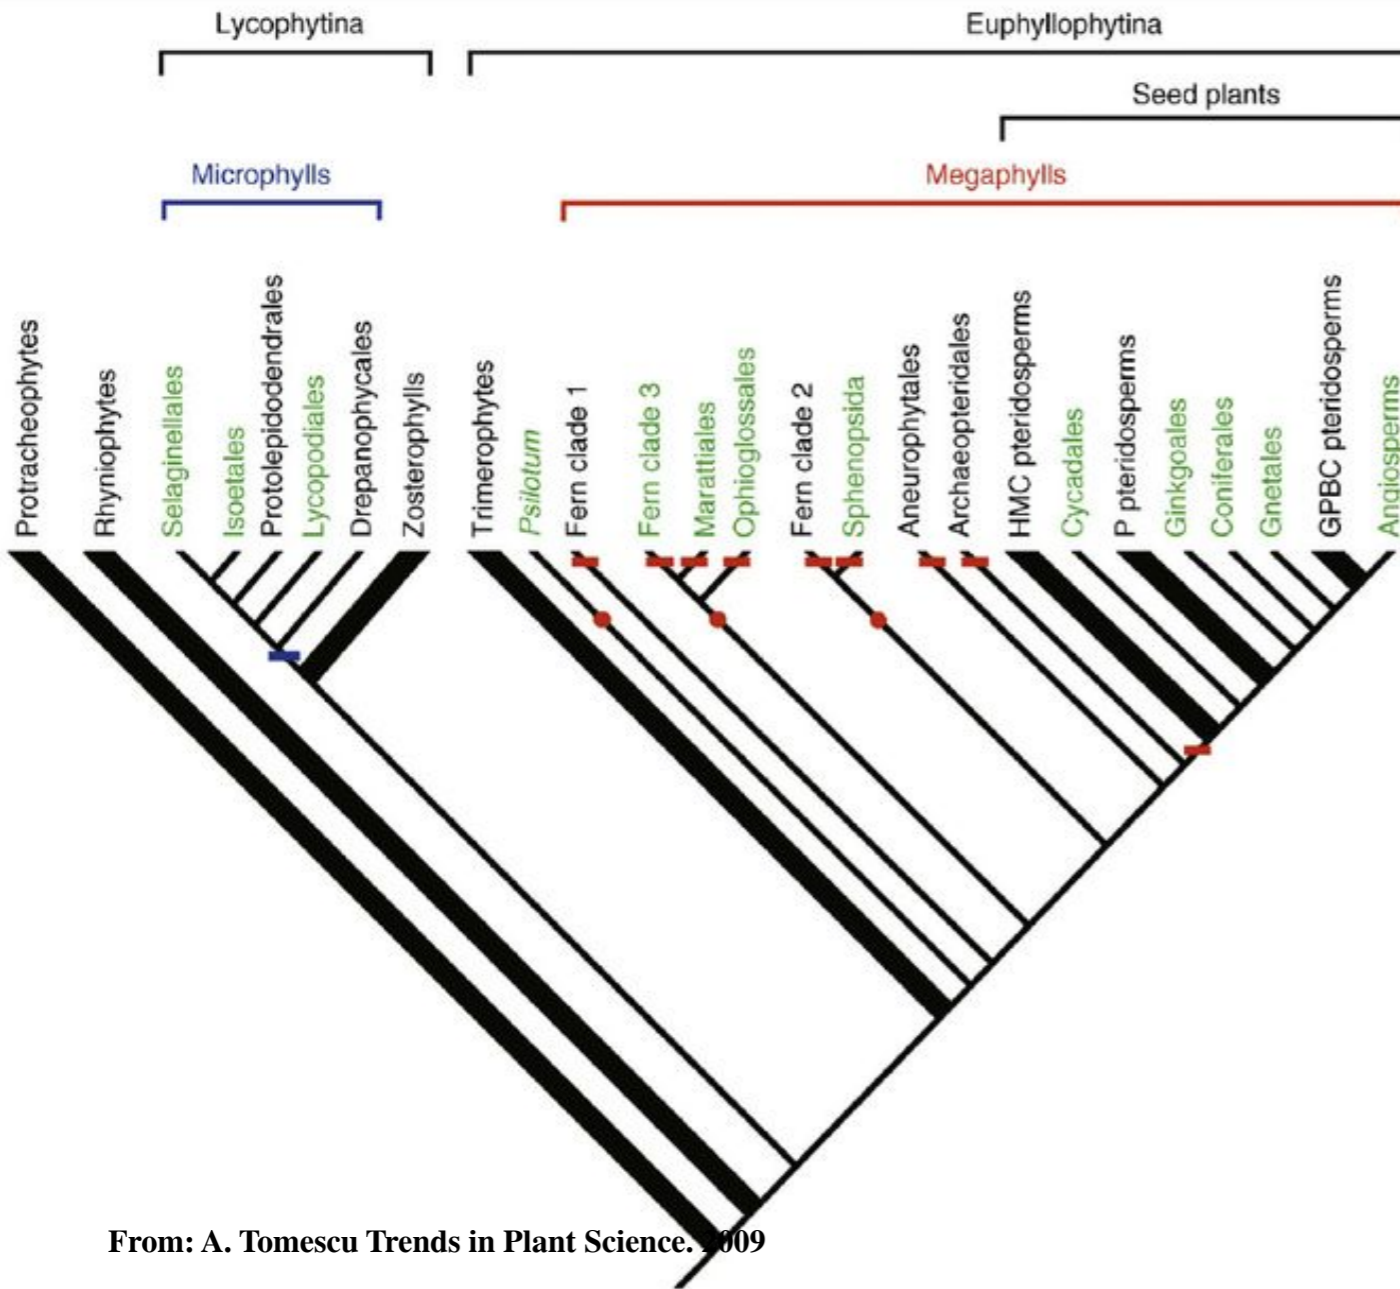 Lycophytina
Euphyllophytina
Seed plants
Microphylls
Megaphylls
Protracheophytes
Rhyniophytes
Selaginellales
Isoetales
Protolepidodendrales
Lycopodiales
Drepanophycales
Zosterophylls
Trimerophytes
Psilotum
Fern clade 1
Fern clade 3
Marattiales
Ophioglossales
Fern clade 2
Sphenopsida
Aneurophytales
Archaeopteridales
HMC pteridosperms
Cycadales
P pteridosperms
Ginkgoales
Coniferales
Gnetales
GPBC pteridosperms
Angiosperms
From: A. Tomescu Trends in Plant Science. 2009